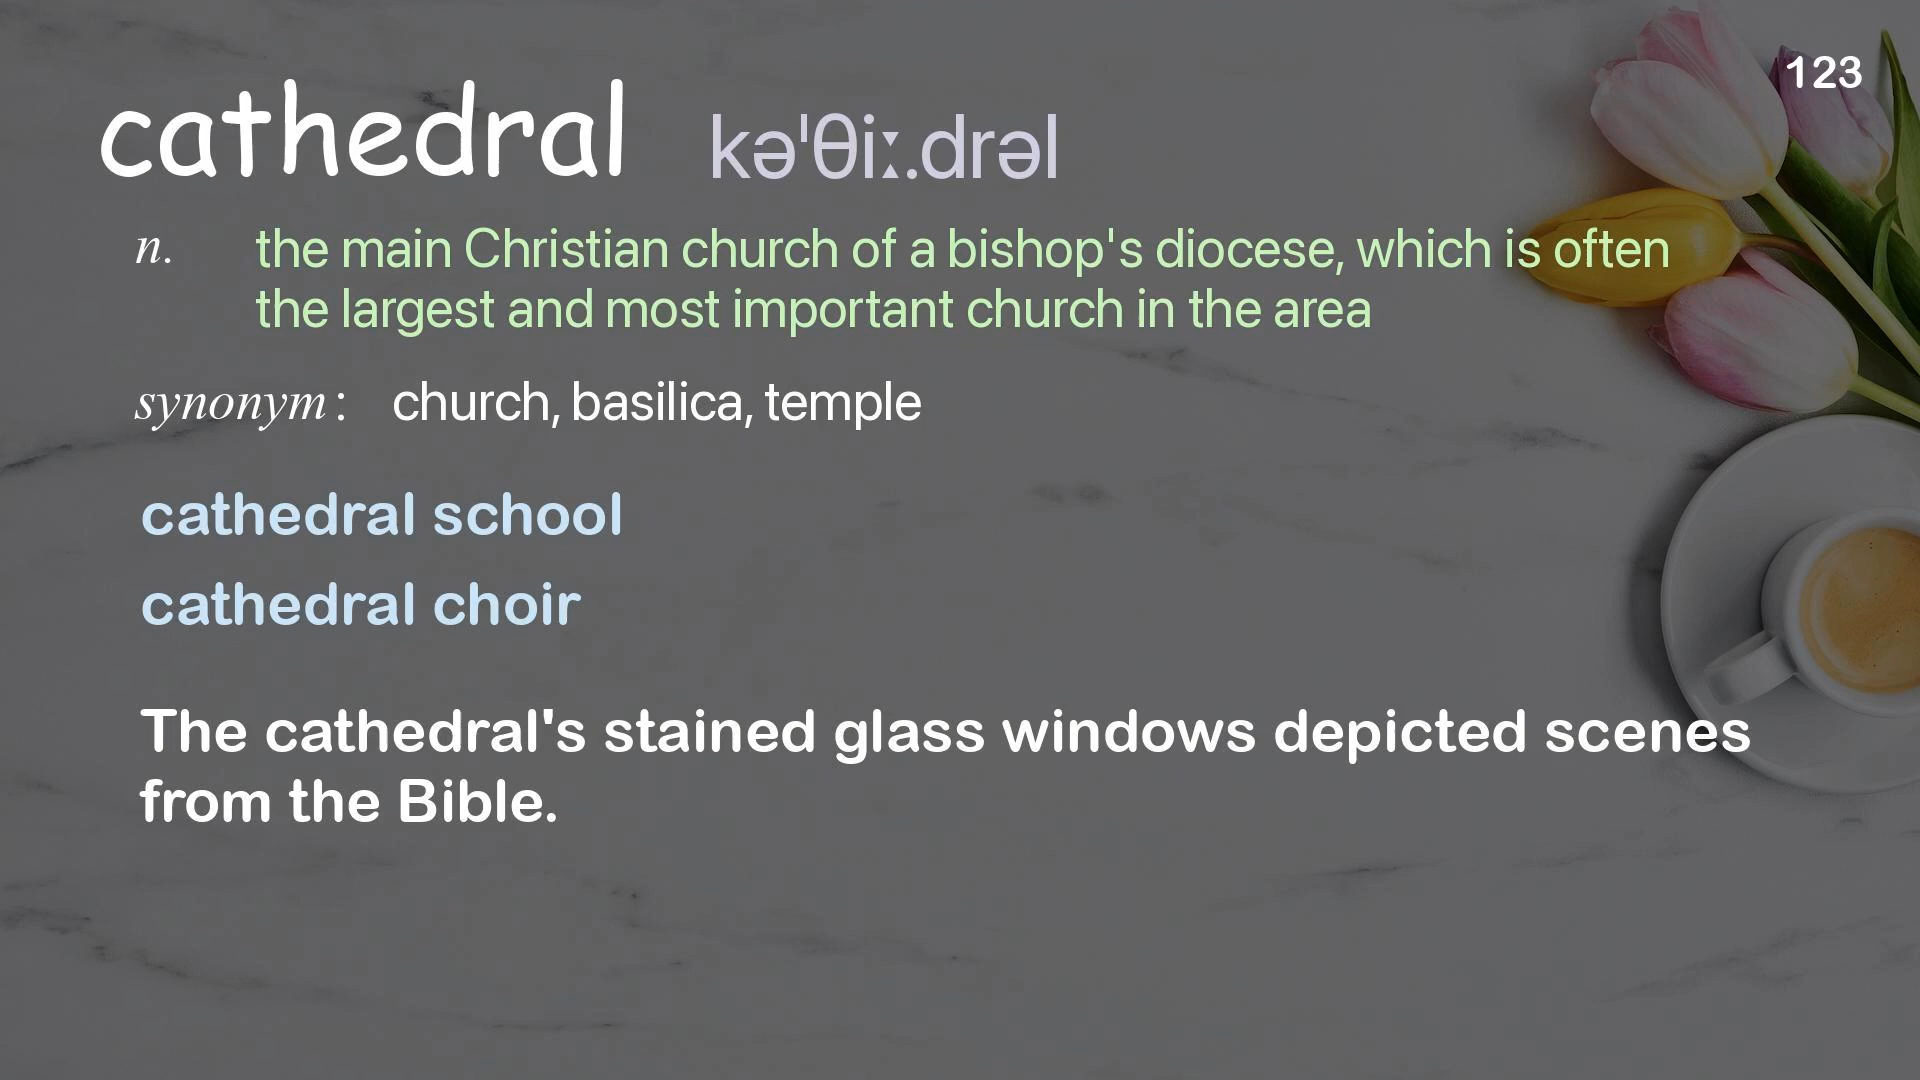 123
cathedral kəˈθiː.drəl
n. the main Christian church of a bishop's diocese, which is often
the largest and most important church in the area
synonym: church, basilica, temple
cathedral school
cathedral choir
The cathedral's stained glass windows depicted scenes
from the Bible.